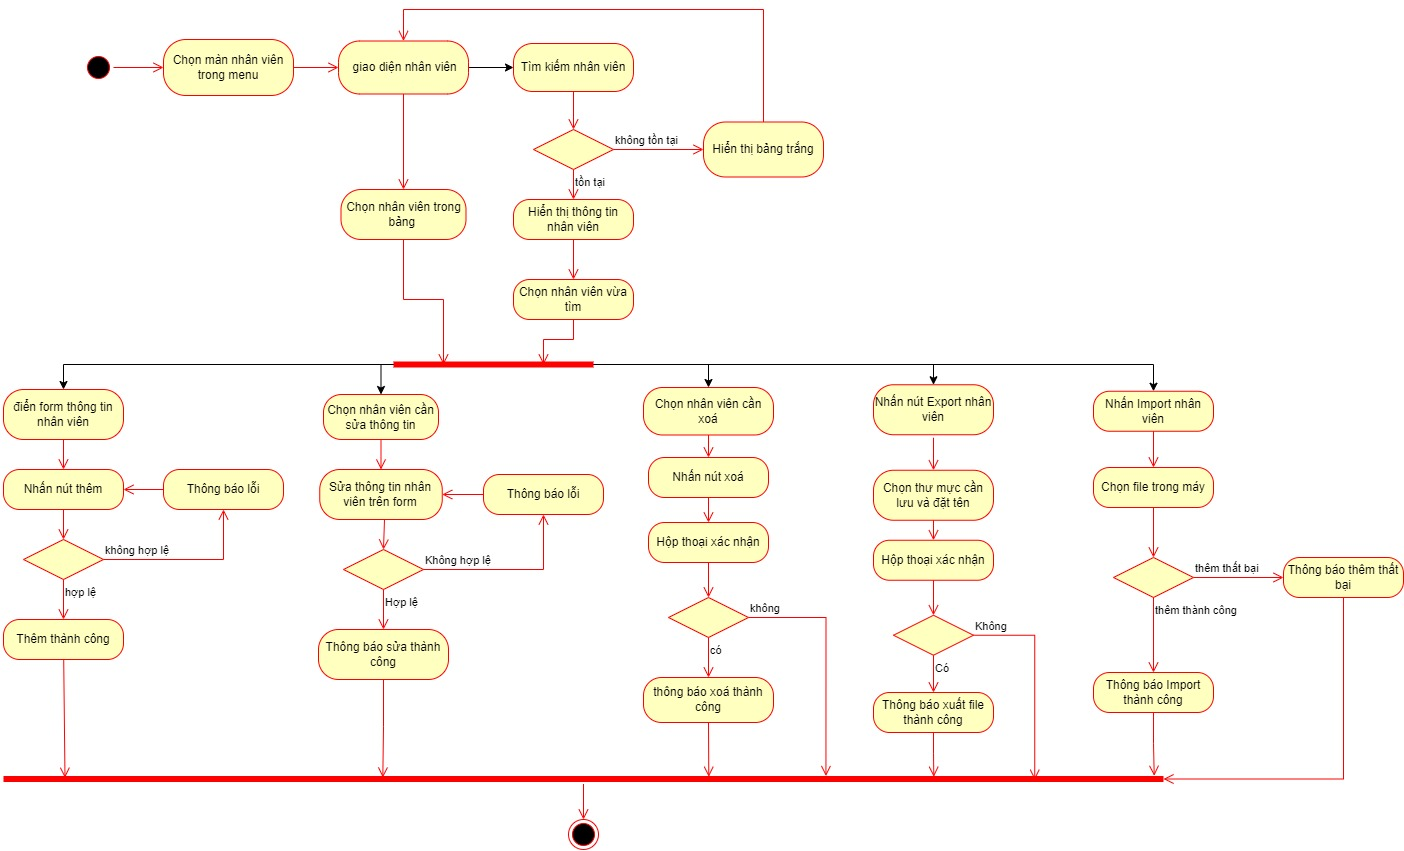 Chọn màn nhân viên
trong menu
giao diện nhân viên
Tìm kiếm nhân viên
không tồn tại
Hiển thị bảng trắng
tồn tại
Chọn nhân viên trong
bảng
Hiển thị thông tin
nhân viên
Chọn nhân viên vừa
tìm
điển form thông tin
nhân viên
Nhấn nút thêm
Thông báo lỗi
không hợp lệ
hợp lệ
Thêm thành công
Chọn nhân viên cần
sửa thông tin
Sửa thông tin nhân
viên trên form
Thông báo lỗi
Không hợp lệ
Hợp lệ
Thông báo sửa thành
công
Chọn nhân viên cần
xoá
Nhấn nút xoá
Hộp thoại xác nhận
không
có
thông báo xoá thành
công
Nhấn nút Export nhân
viên
Chọn thư mực cần
lưu và đặt tên
Hộp thoại xác nhận
Không
Có
Thông báo xuất file
thành công
Nhấn Import nhân
viên
Chọn file trong máy
thêm thất bại
Thông báo thêm thất
bại
thêm thành công
Thông báo Import
thành công